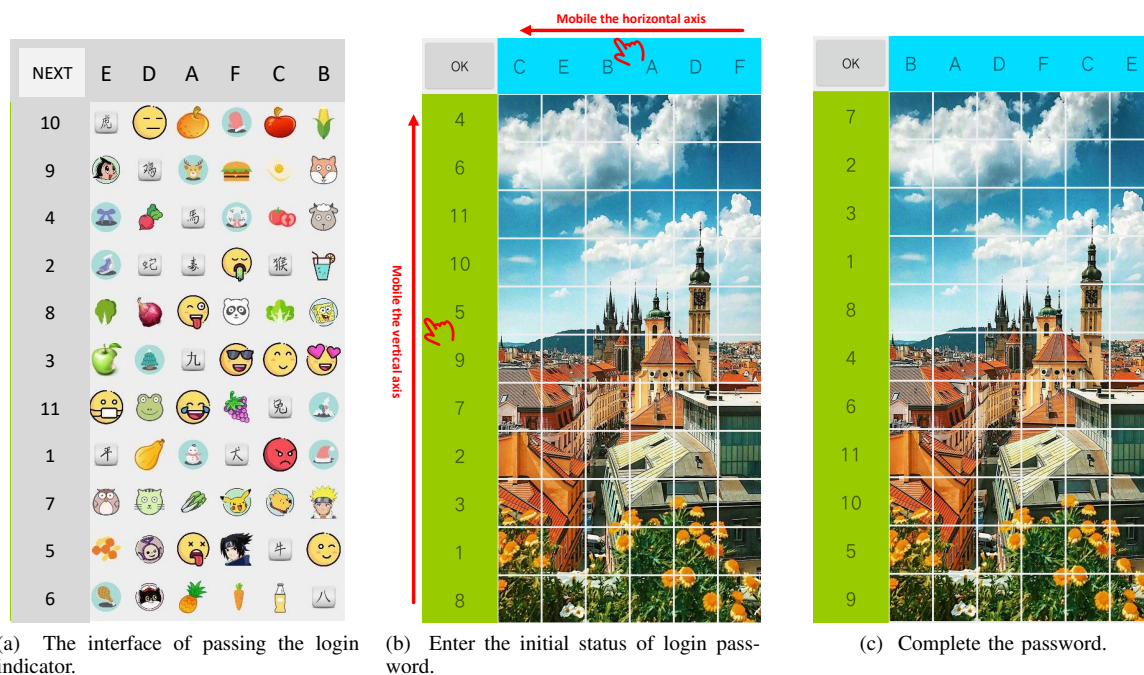 NEXT E D A F C B
10 虎
9 鸡
4 馬
2 蛇 毒 猴
8
3 九
11 兔
1 犬
7
5 牛
6 八
(a) The interface of passing the login
indicator.
Mobile the horizontal axis
OK C E B A D F
Mobile the vertical axis
4
6
11
10
5
9
7
2
3
1
8
(b) Enter the initial status of login pass-
word.
OK B A D F C E
7
2
3
1
8
4
6
11
10
5
9
(c) Complete the password.